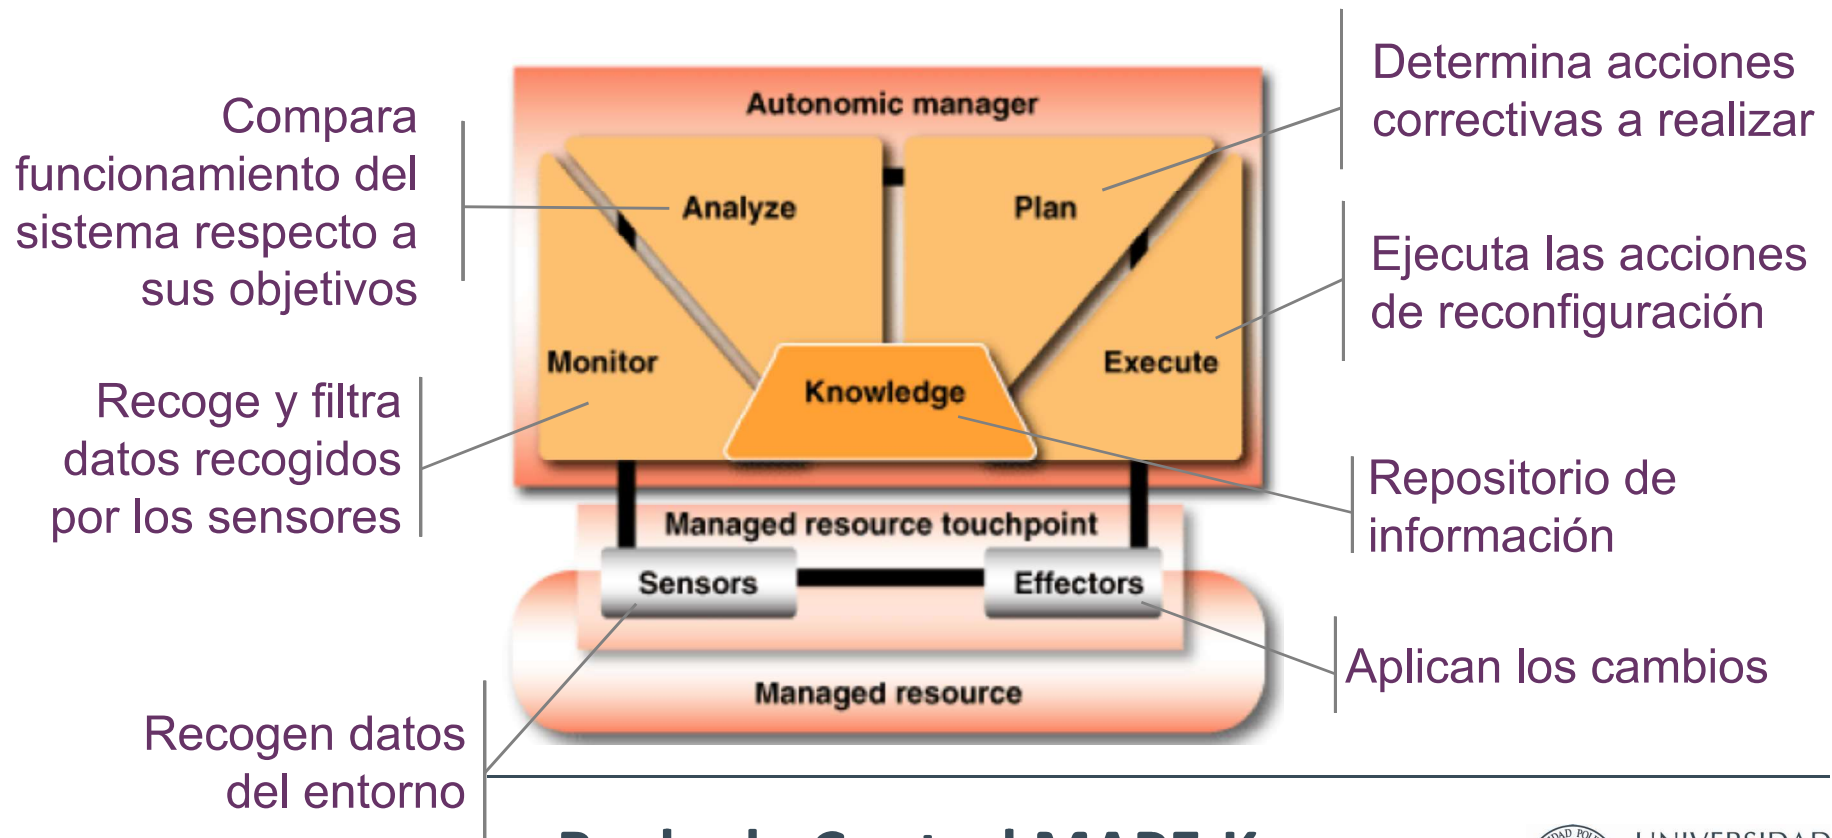 Compara
funcionamiento del
sistema respecto a
sus objetivos
Recoge y filtra
datos recogidos
por los sensores
Recogen datos
del entorno
Autonomic manager
Analyze
Plan
Monitor
Knowledge
Execute
Managed resource touchpoint
Sensors
Effectors
Managed resource
Determina acciones
correctivas a realizar
Ejecuta las acciones
de reconfiguración
Repositorio de
información
Aplican los cambios
UNIVERSIDAD